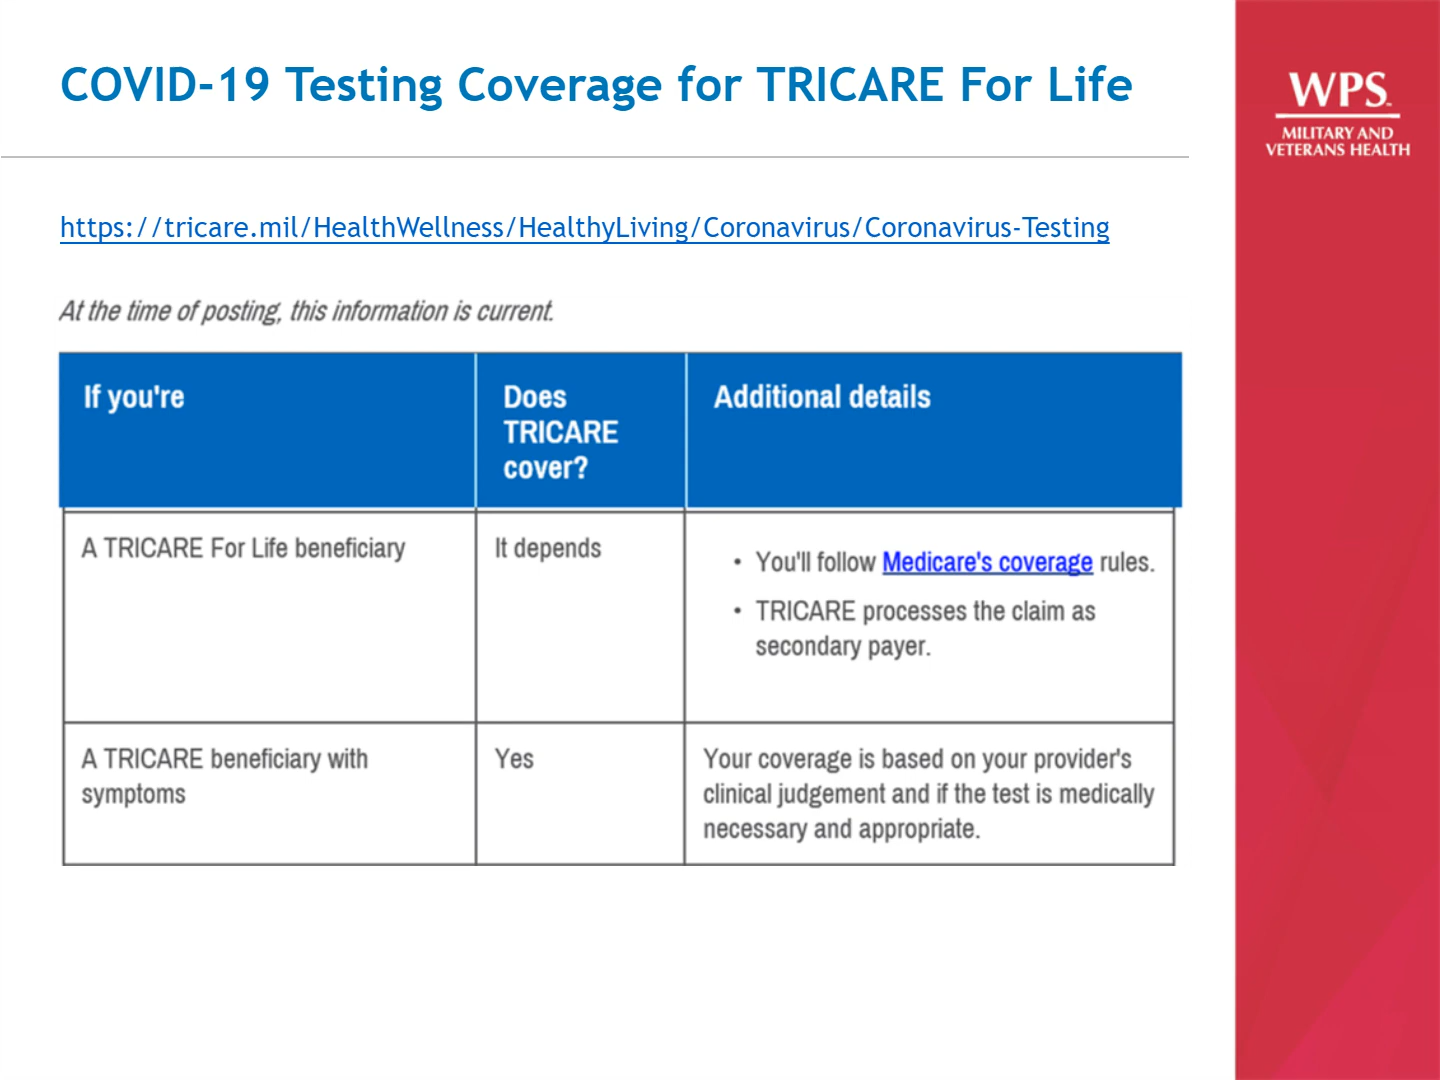 COVID-19 Testing Coverage for TRICARE For Life
WPS
MILITARY AND
VETERANS HEALTH
https://tricare.mil/HealthWellness/HealthyLiving/Coronavirus/Coronavirus-Testing
At the time of posting, this information is current.
If you're
Does
TRICARE
cover?
Additional details
A TRICARE For Life beneficiary
It depends
• You'll follow Medicare's coverage rules.
• TRICARE processes the claim as
secondary payer.
A TRICARE beneficiary with
symptoms
Yes
Your coverage is based on your provider's
clinical judgement and if the test is medically
necessary and appropriate.